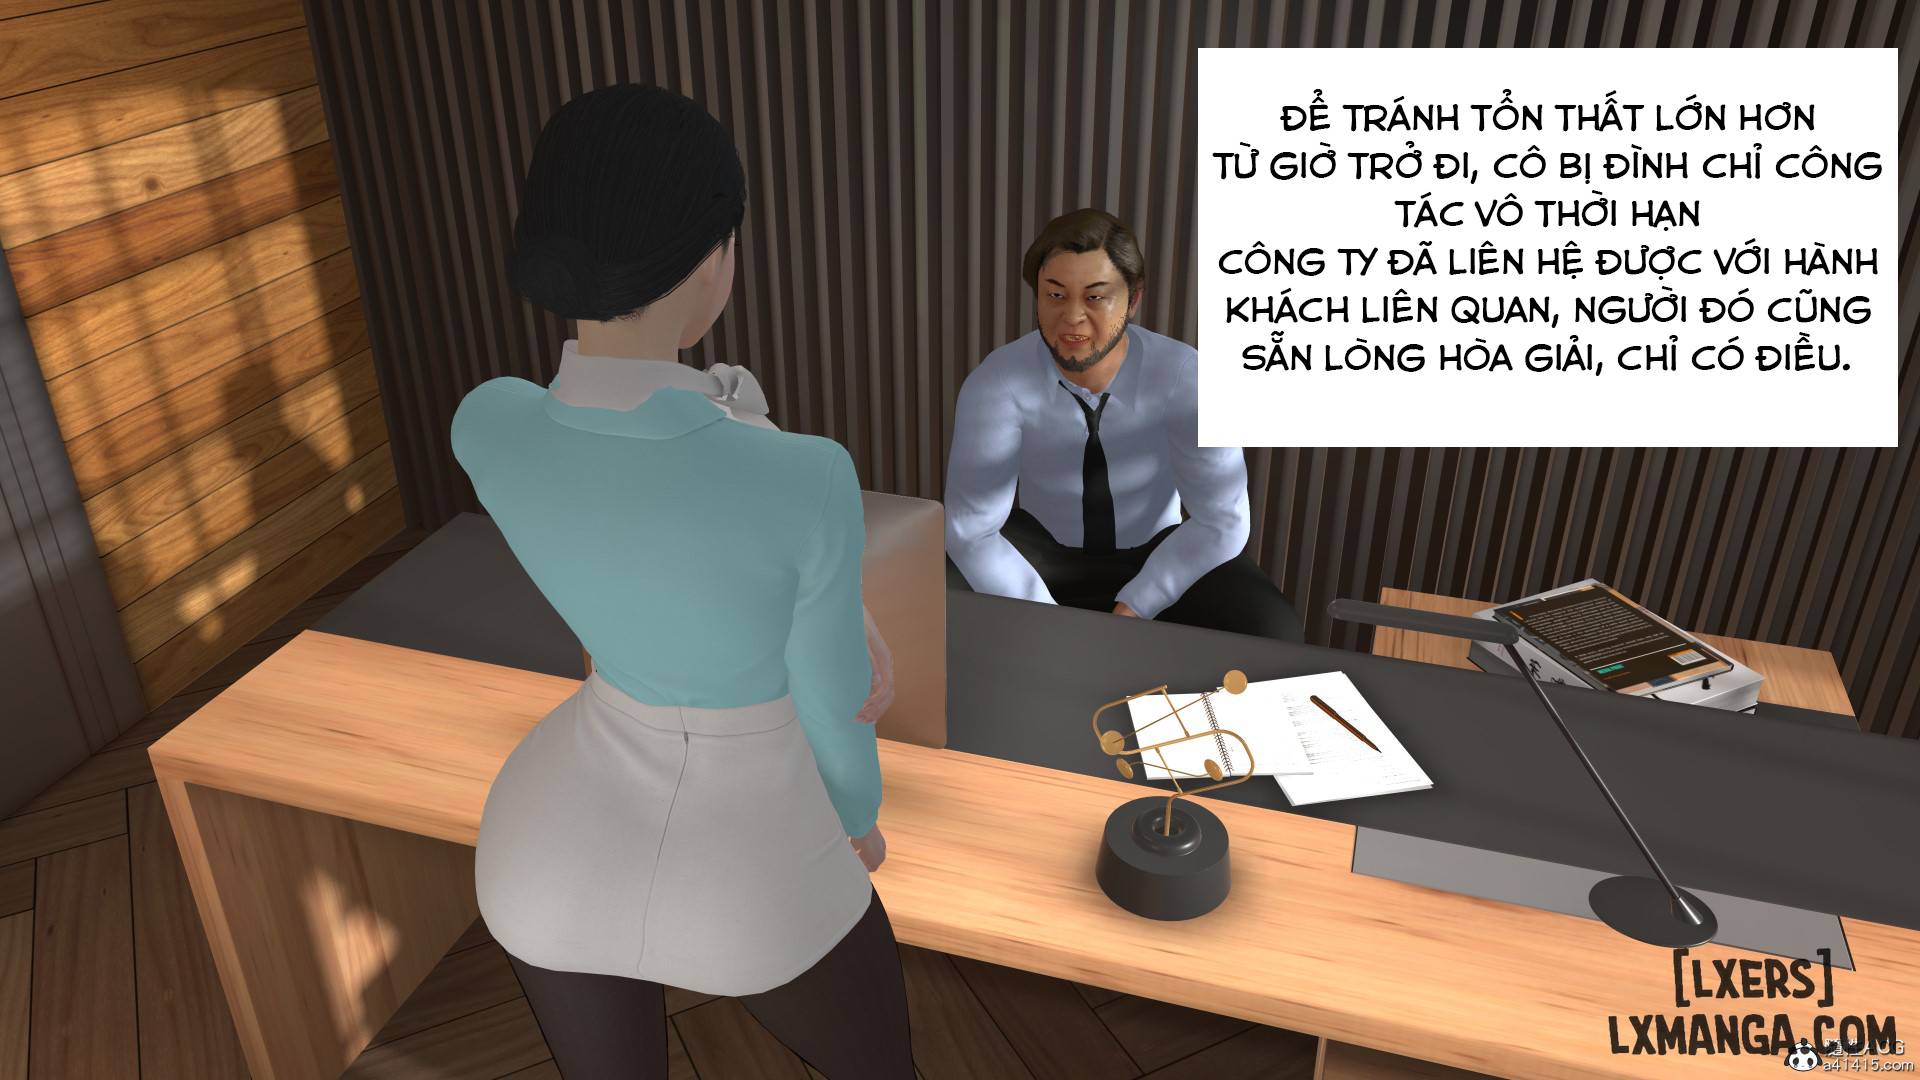 ĐỂ TRÁNH TỔN THẤT LỚN HƠN
TỪ GIỜ TRỞ ĐI, CÔ BỊ ĐÌNH CHỈ CÔNG
TÁC VÔ THỜI HẠN
CÔNG TY ĐÃ LIÊN HỆ ĐƯỢC VỚI HÀNH
KHÁCH LIÊN QUAN, NGƯỜI ĐÓ CŨNG
SẴN LÒNG HÒA GIẢI, CHỈ CÓ ĐIỀU.
[LXERS]
LXMANGA.COM
a41415.com